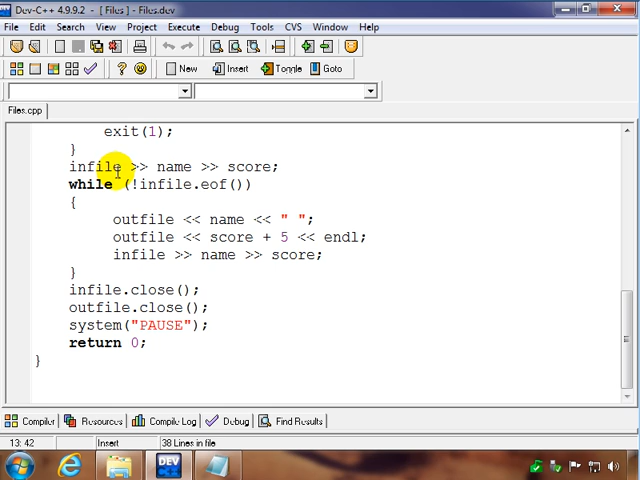 Dev-C++ 4.9.9.2 - [ Files ] - Files.dev
File Edit Search View Project Execute Debug Tools CVS Window Help
New Insert Toggle Goto
Files.cpp
exit(1);
}
infile >> name >> score;
while (!infile.eof())
{
outfile << name << " ";
outfile << score + 5 << endl;
infile >> name >> score;
}
infile.close();
outfile.close();
system("PAUSE");
return 0;
}
Compiler Resources Compile Log Debug Find Results
13: 42 Insert 38 Lines in file
DEV